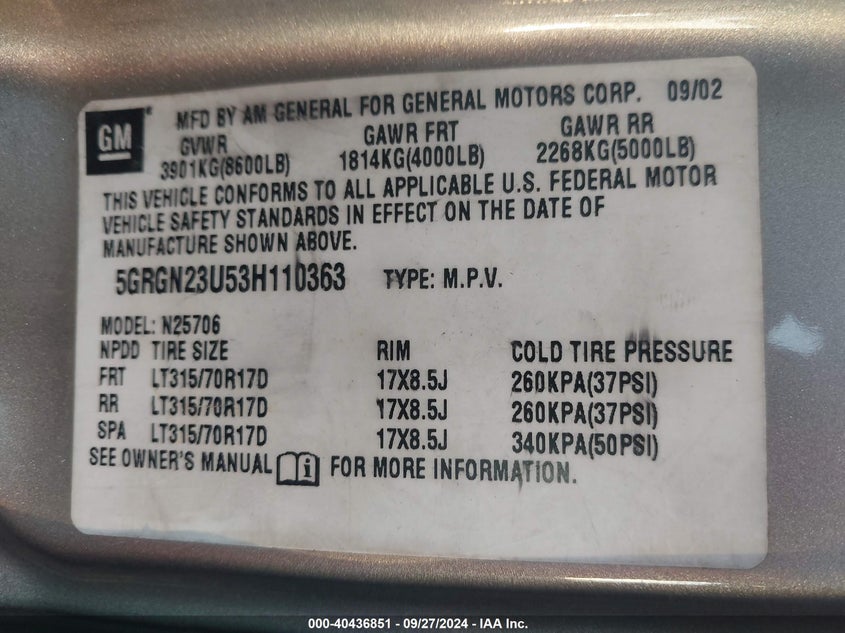 GM
MFD BY AM GENERAL FOR GENERAL MOTORS CORP. 09/02
GVWR GAWR FRT GAWR RR
3901KG(8600LB) 1814KG(4000LB) 2268KG(5000LB)
THIS VEHICLE CONFORMS TO ALL APPLICABLE U.S. FEDERAL MOTOR
VEHICLE SAFETY STANDARDS IN EFFECT ON THE DATE OF
MANUFACTURE SHOWN ABOVE.
5GRGN23U53H110363 TYPE: M.P.V.
MODEL: N25706
NPDD TIRE SIZE RIM COLD TIRE PRESSURE
FRT LT315/70R17D 17X8.5J 260KPA(37PSI)
RR LT315/70R17D 17X8.5J 260KPA(37PSI)
SPA LT315/70R17D 17X8.5J 340KPA(50PSI)
SEE OWNER'S MANUAL i FOR MORE INFORMATION.
000-40436851 - 09/27/2024 - IAA Inc.